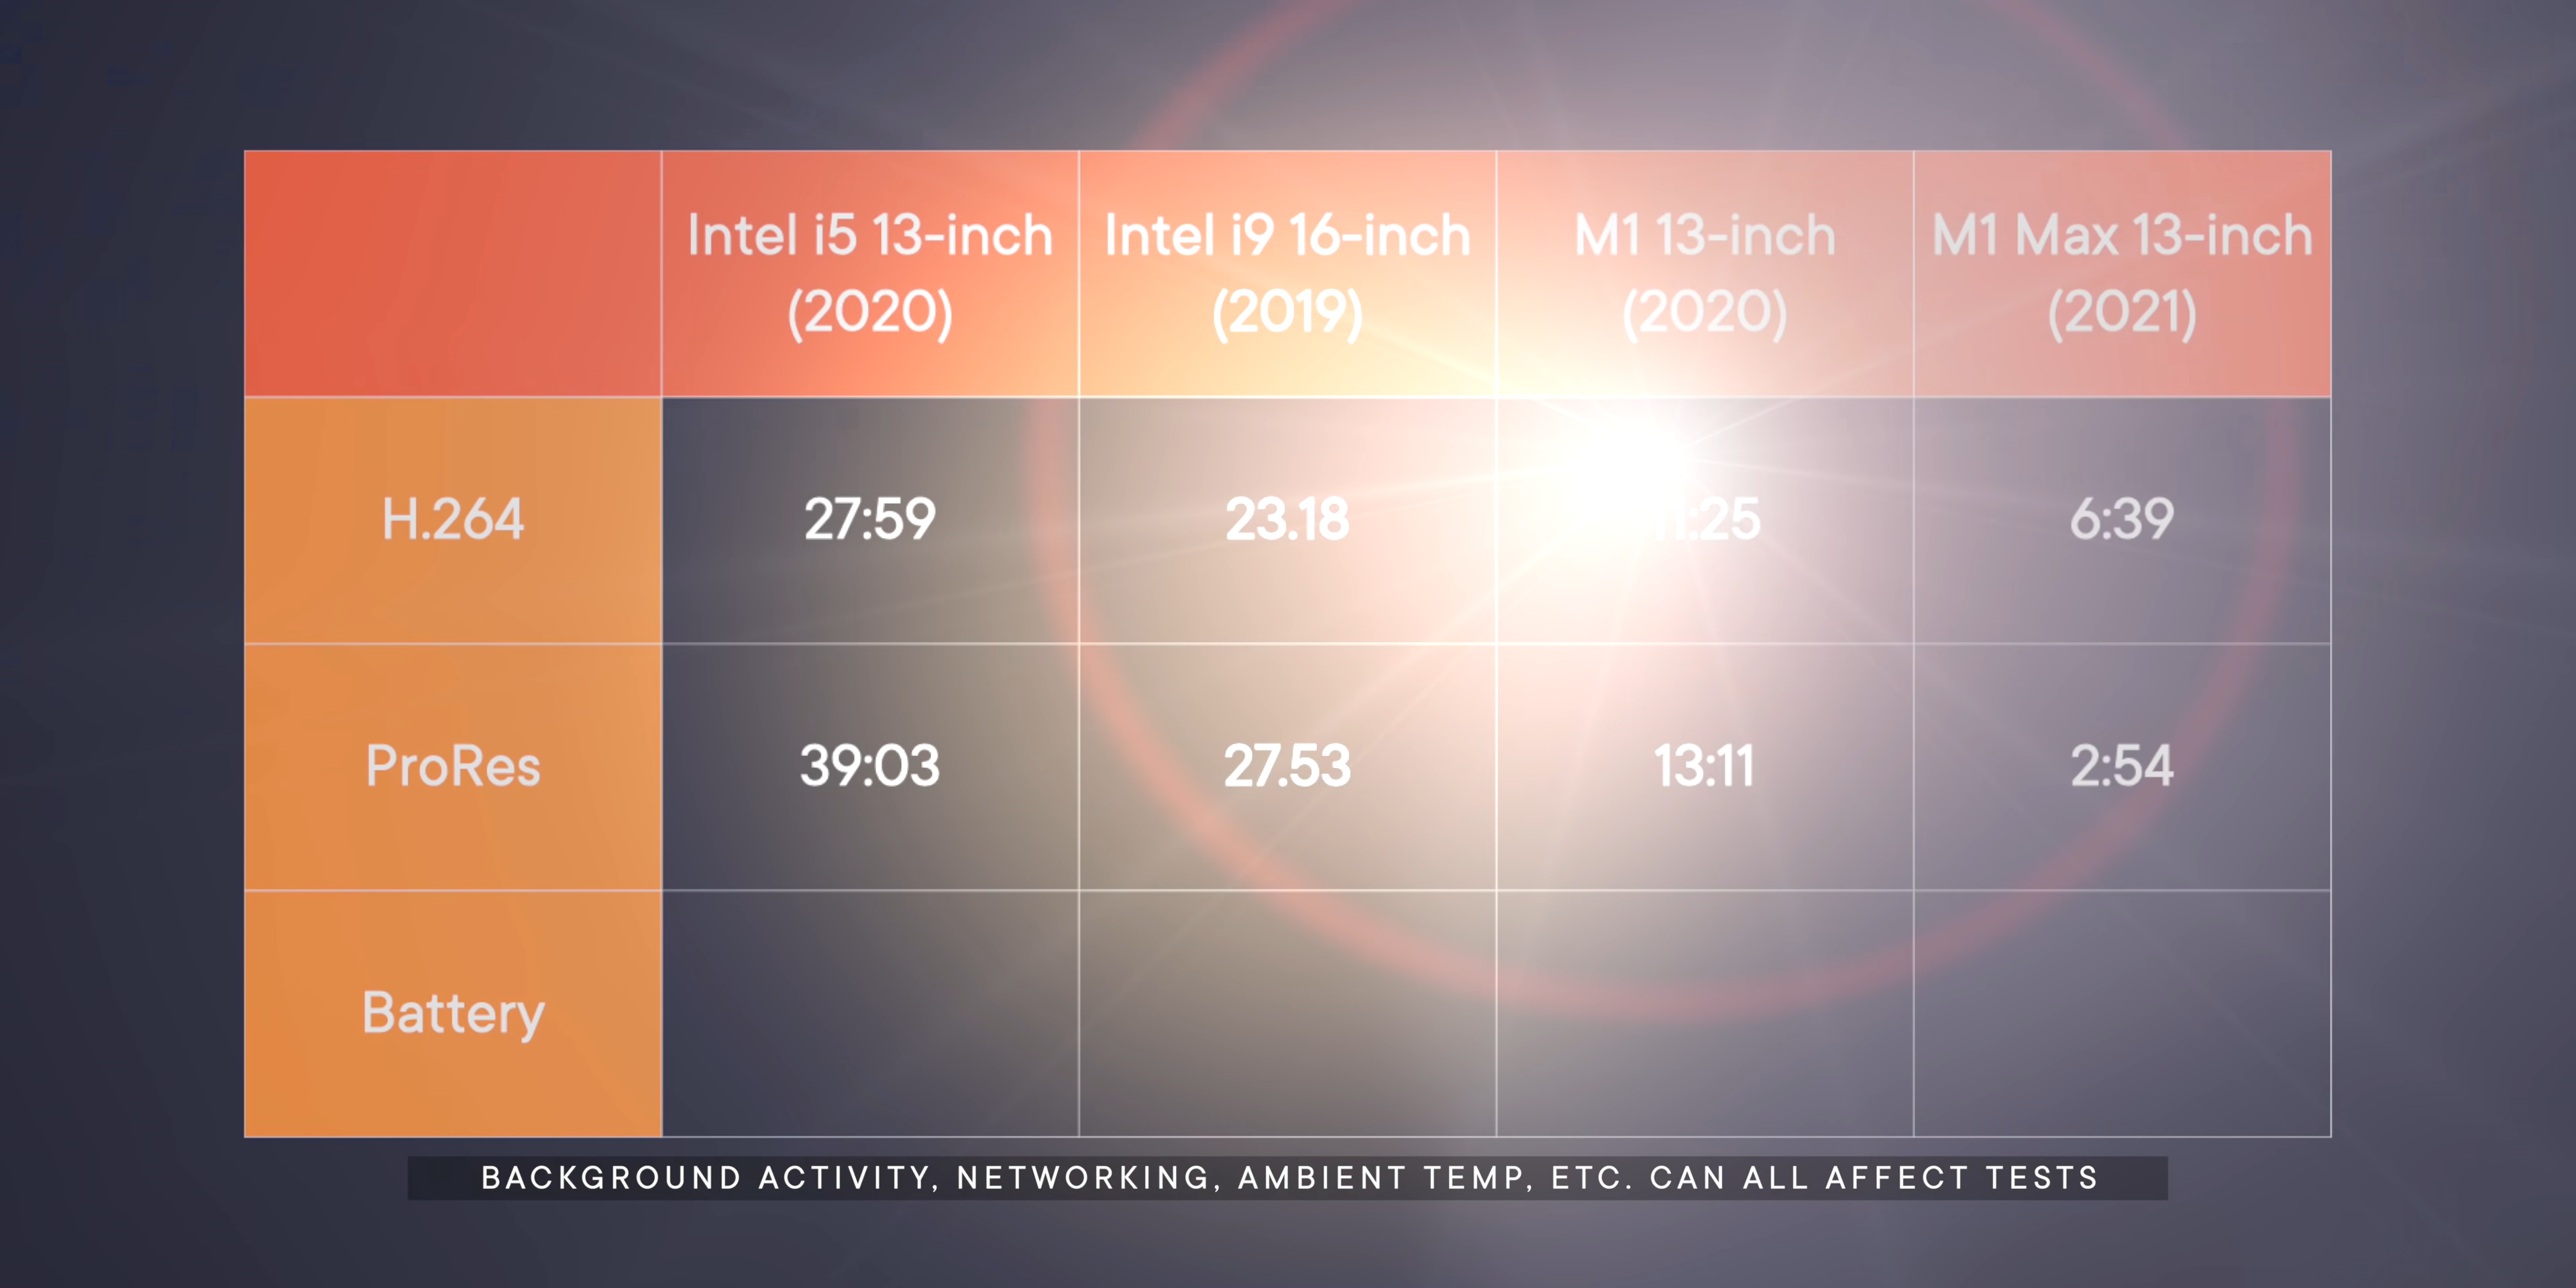 Intel i5 13-inch
(2020)
Intel i9 16-inch
(2019)
M1 13-inch
(2020)
M1 Max 13-inch
(2021)
H.264
27:59
23.18
6:39
ProRes
39:03
27.53
13:11
2:54
Battery
BACKGROUND ACTIVITY, NETWORKING, AMBIENT TEMP, ETC. CAN ALL AFFECT TESTS